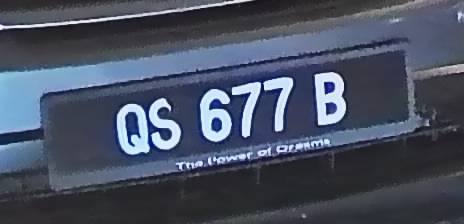 QS 677 B
The Power of Dreams